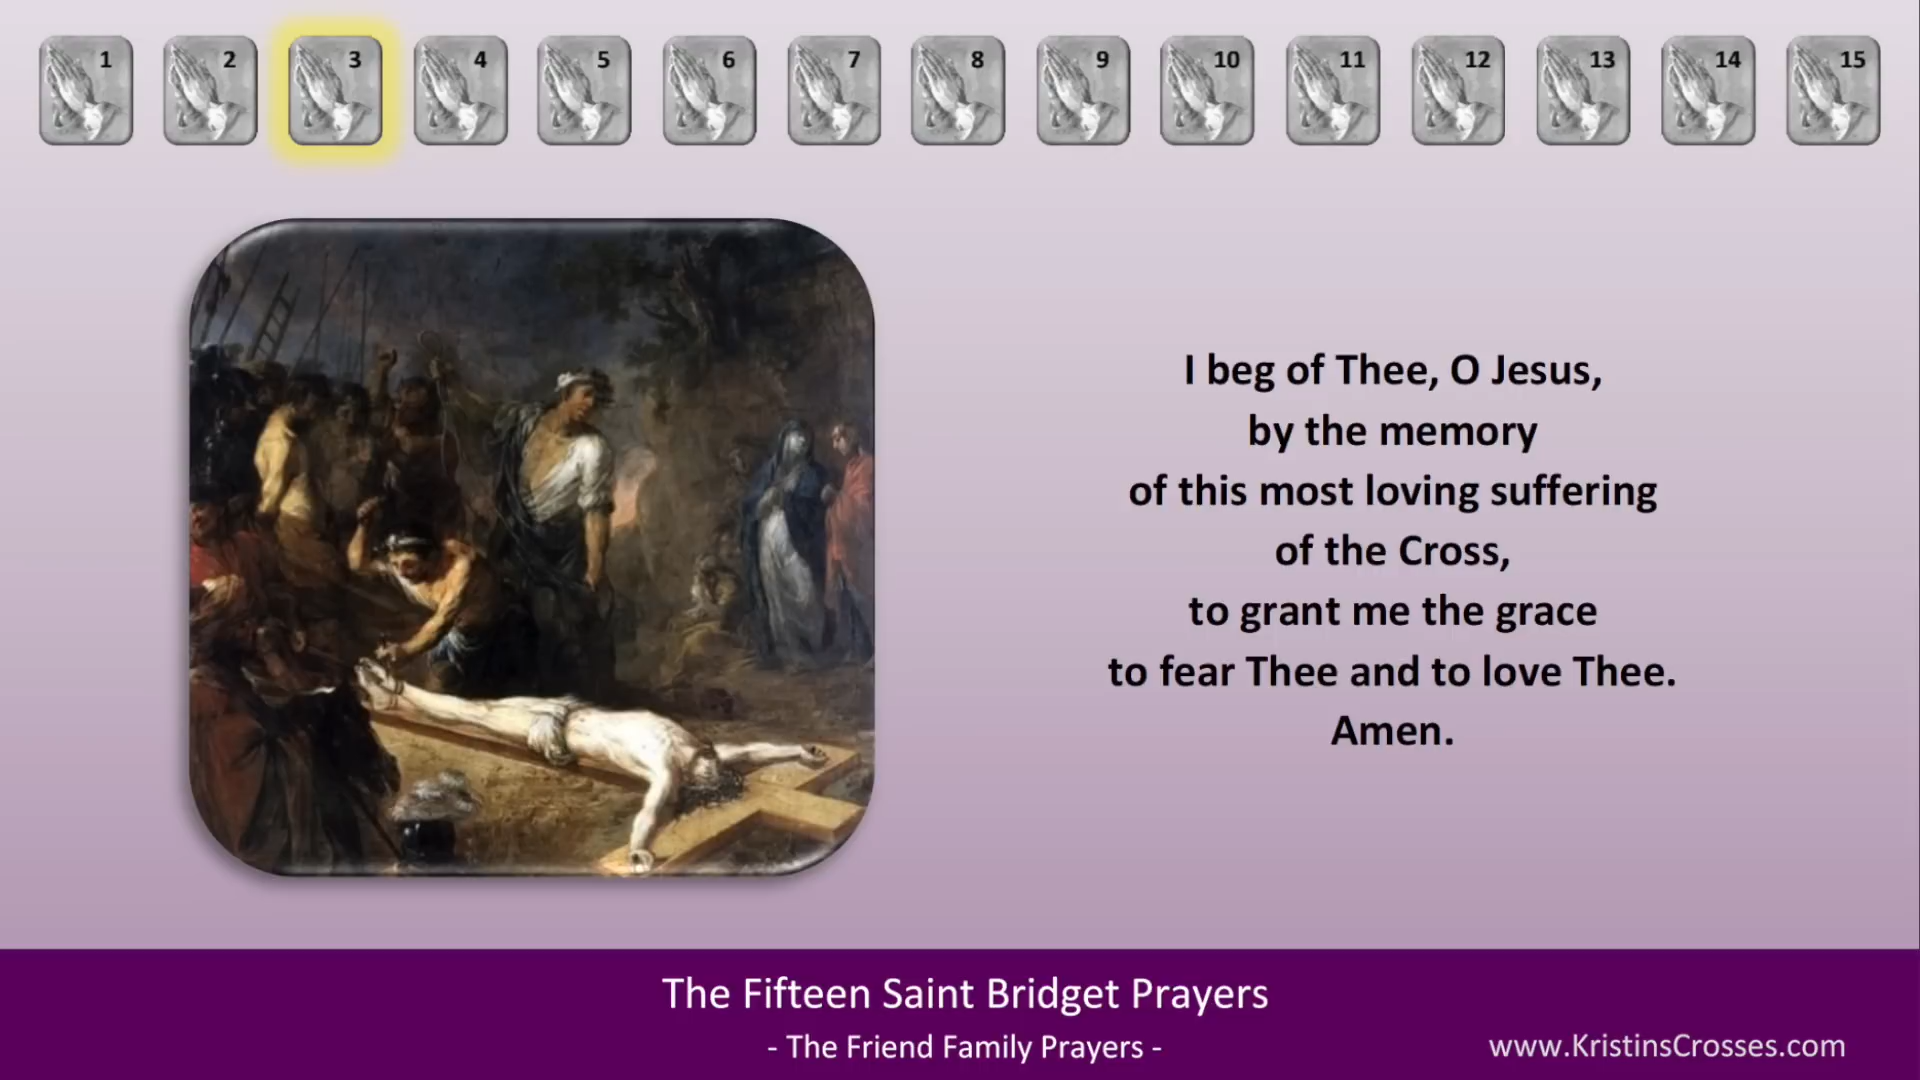 1 2 3 4 5 6 7 8 9 10 11 12 13 14 15
I beg of Thee, O Jesus,
by the memory
of this most loving suffering
of the Cross,
to grant me the grace
to fear Thee and to love Thee.
Amen.
The Fifteen Saint Bridget Prayers
- The Friend Family Prayers -
www.KristinsCrosses.com